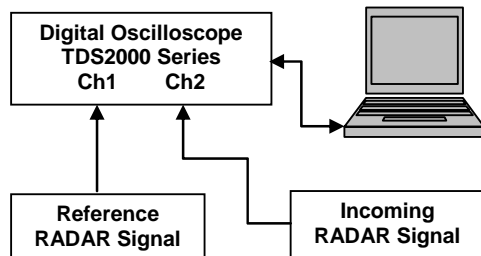 Digital Oscilloscope
TDS2000 Series
Ch1 Ch2
Reference
RADAR Signal
Incoming
RADAR Signal